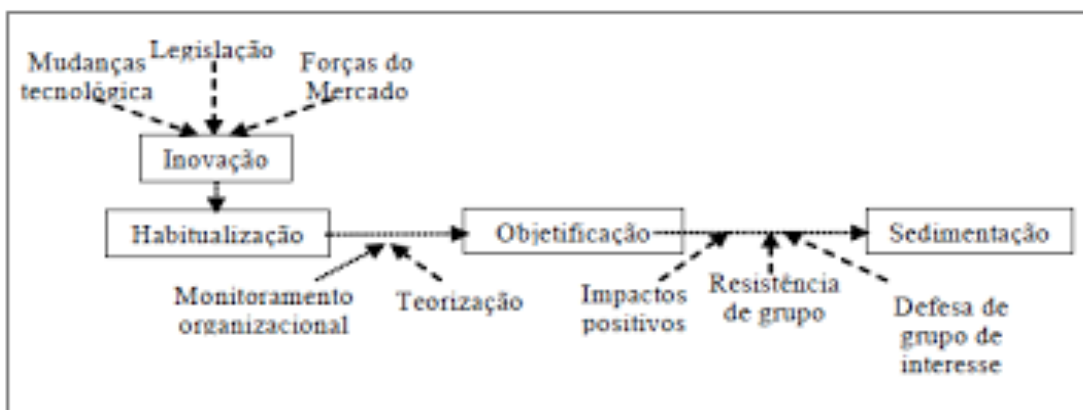 Legislação
Mudanças
tecnológica
Forças do
Mercado
Inovação
Habitualização
Objetificação
Sedimentação
Monitoramento
organizacional
Teorização
Impactos
positivos
Resistência
de grupo
Defesa de
grupo de
interesse